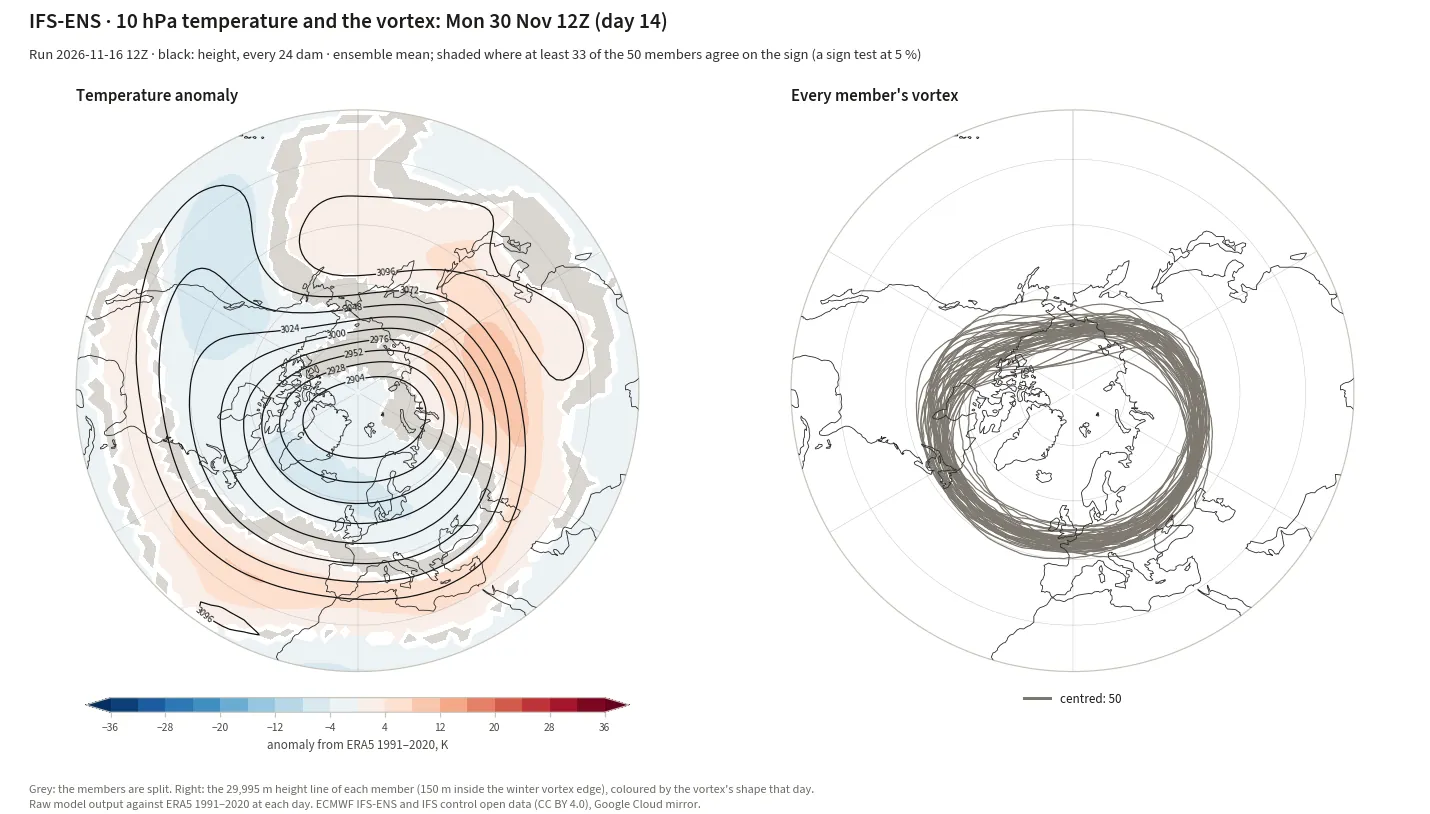 IFS-ENS · 10 hPa temperature and the vortex: Mon 30 Nov 12Z (day 14)
Run 2026-11-16 12Z · black: height, every 24 dam · ensemble mean; shaded where at least 33 of the 50 members agree on the sign (a sign test at 5 %)
Temperature anomaly
Every member's vortex
3096
3072
3024
3000
2976
2952
2928
2904
3096
centred: 50
−36 −28 −20 −12 −4 4 12 20 28 36
anomaly from ERA5 1991–2020, K
Grey: the members are split. Right: the 29,995 m height line of each member (150 m inside the winter vortex edge), coloured by the vortex's shape that day.
Raw model output against ERA5 1991–2020 at each day. ECMWF IFS-ENS and IFS control open data (CC BY 4.0), Google Cloud mirror.